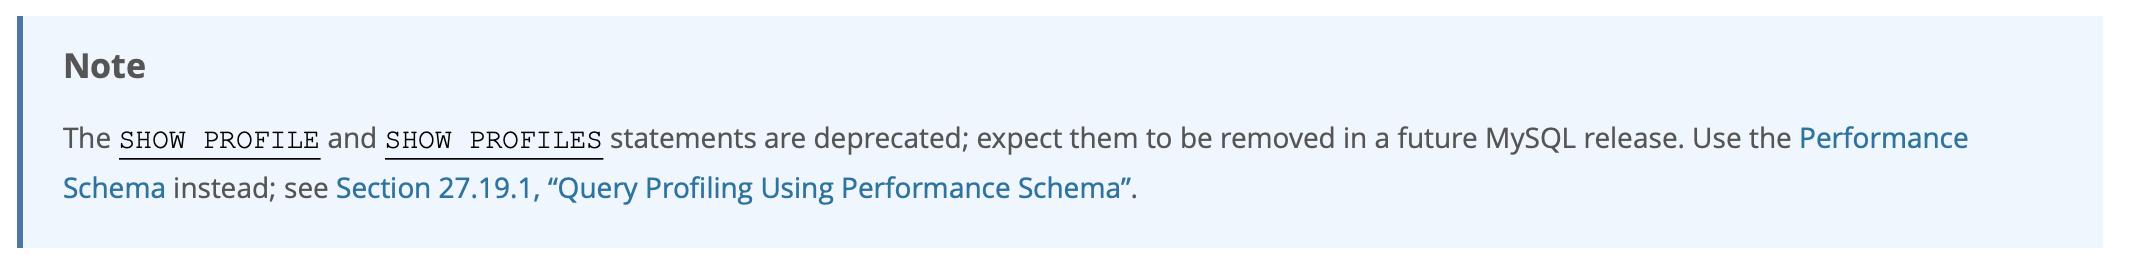 Note
The SHOW PROFILE and SHOW PROFILES statements are deprecated; expect them to be removed in a future MySQL release. Use the Performance
Schema instead; see Section 27.19.1, “Query Profiling Using Performance Schema”.